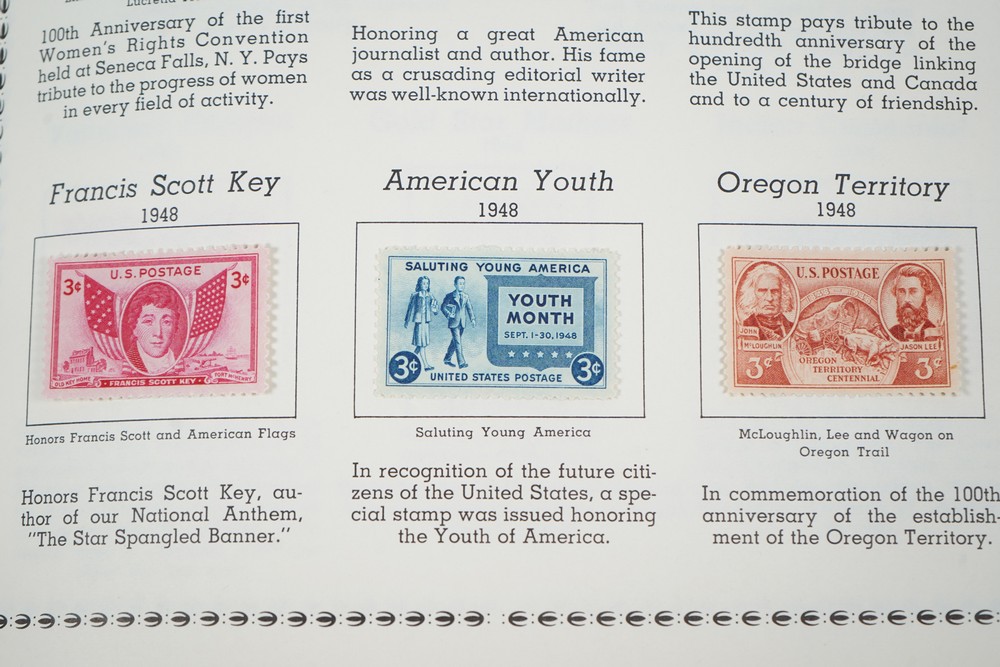 100th Anniversary of the first
Women's Rights Convention
held at Seneca Falls, N. Y. Pays
tribute to the progress of women
in every field of activity.
Honoring a great American
journalist and author. His fame
as a crusading editorial writer
was well-known internationally.
This stamp pays tribute to the
hundredth anniversary of the
opening of the bridge linking
the United States and Canada
and to a century of friendship.
Francis Scott Key
1948
U.S. POSTAGE
3¢ 3¢
OLD KEY HOME
FRANCIS SCOTT KEY
FORT McHENRY
Honors Francis Scott and American Flags
Honors Francis Scott Key, au-
thor of our National Anthem,
"The Star Spangled Banner."
American Youth
1948
SALUTING YOUNG AMERICA
YOUTH
MONTH
SEPT. 1-30, 1948
3¢ 3¢
UNITED STATES POSTAGE
Saluting Young America
In recognition of the future citi-
zens of the United States, a spe-
cial stamp was issued honoring
the Youth of America.
Oregon Territory
1948
U.S. POSTAGE
JOHN
McLOUGHLIN
JASON LEE
3¢ 3¢
OREGON
TERRITORY
CENTENNIAL
McLoughlin, Lee and Wagon on
Oregon Trail
In commemoration of the 100th
anniversary of the establish-
ment of the Oregon Territory.